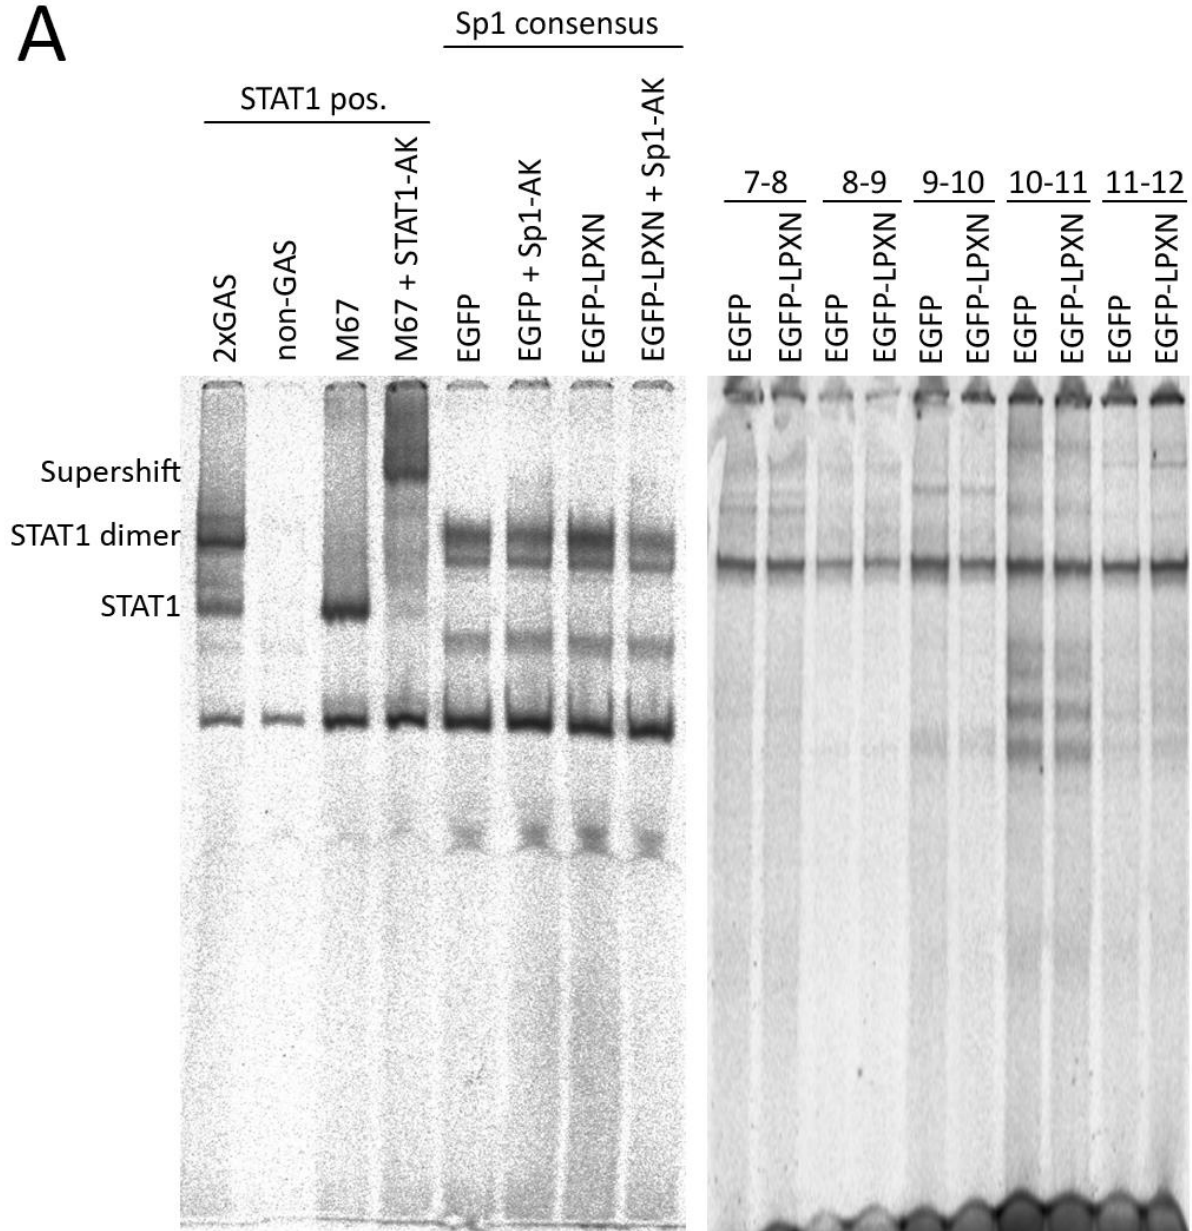 A
Sp1 consensus
STAT1 pos.
2xGAS
non-GAS
M67
M67 + STAT1-AK
EGFP
EGFP + Sp1-AK
EGFP-LPXN
EGFP-LPXN + Sp1-AK
7-8
8-9
9-10
10-11
11-12
EGFP
EGFP-LPXN
EGFP
EGFP-LPXN
EGFP
EGFP-LPXN
EGFP
EGFP-LPXN
EGFP
EGFP-LPXN
Supershift
STAT1 dimer
STAT1